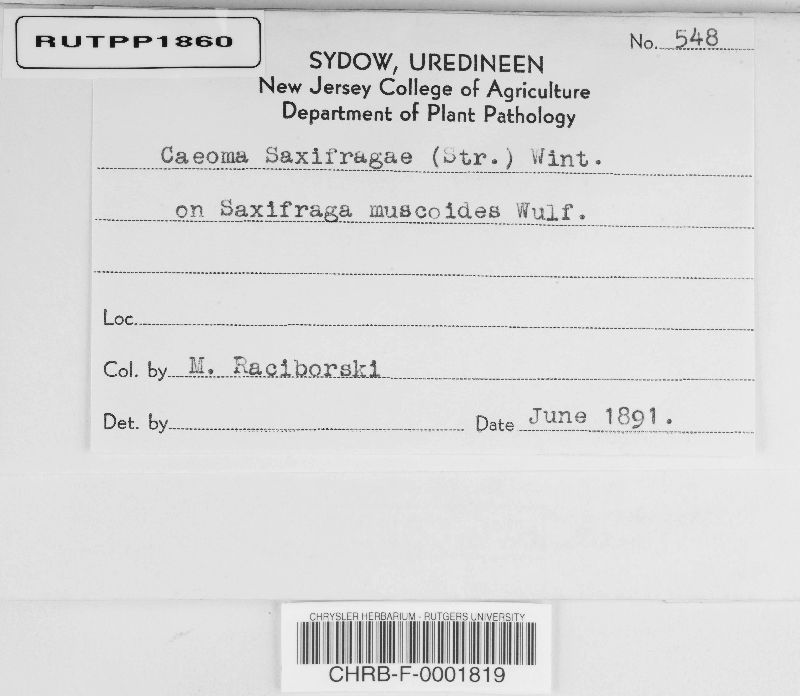 RUTPP1860
No. 548
SYDOW, UREDINEEN
New Jersey College of Agriculture
Department of Plant Pathology
Caeoma Saxifragae (Str.) Wint.
on Saxifraga muscoides Wulf.
Loc.
Col. by M. Raciborski
Det. by Date June 1891.
CHRYSLER HERBARIUM - RUTGERS UNIVERSITY
CHRB-F-0001819